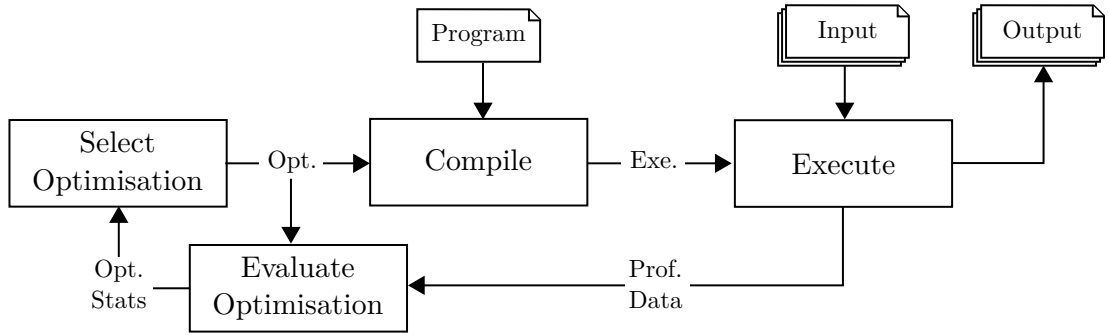 Program
Input
Output
Select
Optimisation
Opt.
Compile
Exe.
Execute
Opt.
Stats
Evaluate
Optimisation
Prof.
Data